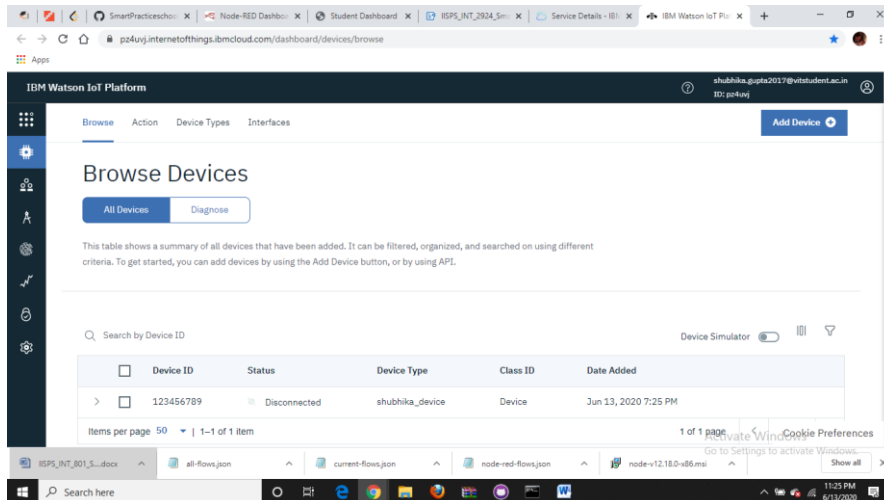 SmartPracticeschoo
Node-RED Dashboa
Student Dashboard
IISPS_INT_2924_Sma
Service Details - IBM
IBM Watson IoT Plat
pz4uvj.internetofthings.ibmcloud.com/dashboard/devices/browse
Apps
IBM Watson IoT Platform
shubhika.gupta2017@vitstudent.ac.in
ID: pz4uvj
Browse Action Device Types Interfaces
Add Device
Browse Devices
All Devices Diagnose
This table shows a summary of all devices that have been added. It can be filtered, organized, and searched on using different
criteria. To get started, you can add devices by using the Add Device button, or by using API.
Search by Device ID
Device Simulator
Device ID Status Device Type Class ID Date Added
123456789 Disconnected shubhika_device Device Jun 13, 2020 7:25 PM
Items per page 50 | 1–1 of 1 item
1 of 1 page
Cookie Preferences
Activate Windows
Go to Settings to activate Windows.
IISPS_INT_801_S....docx
all-flows.json
current-flows.json
node-red-flows.json
node-v12.18.0-x86.msi
Show all
Type here to search
11:25 PM
6/13/2020